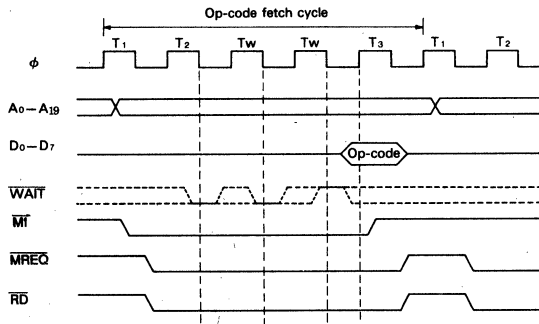 Op-code fetch cycle
T1 T2 Tw Tw T3 T1 T2
φ
A0–A19
D0–D7 Op-code
WAIT
M1
MREQ
RD